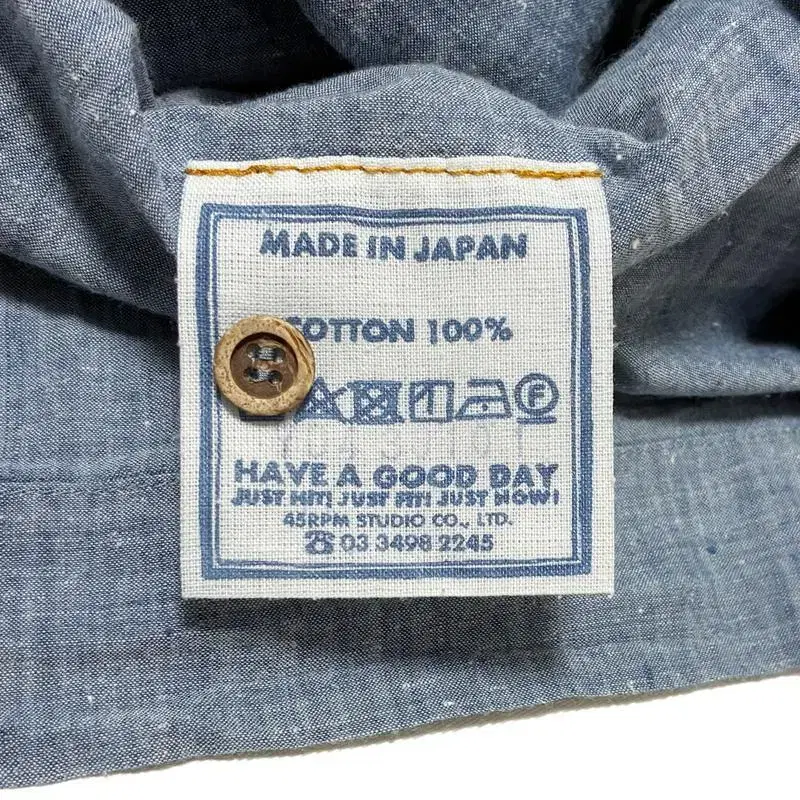 MADE IN JAPAN
COTTON 100%
F
HAVE A GOOD DAY
JUST HIT! JUST FIT! JUST NOW!
45RPM STUDIO CO., LTD.
☎ 03 3498 2245